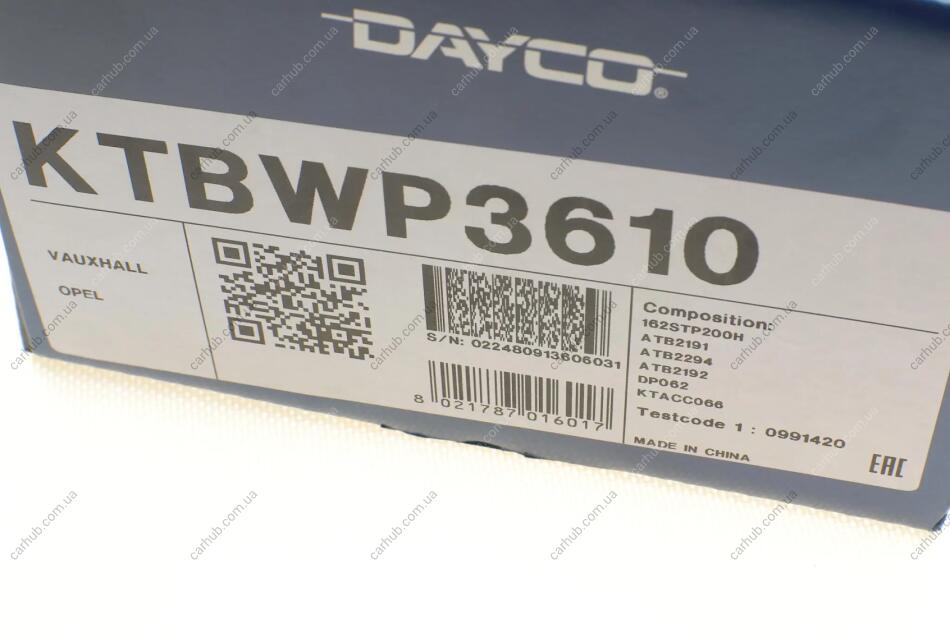 DAYCO®
KTBWP3610
VAUXHALL
OPEL
S/N: 022480913606031
8 021787 016017
Composition:
162STP200H
ATB2191
ATB2294
ATB2192
DP062
KTACC066
Testcode 1 : 0991420
MADE IN CHINA
EAC
carhub.com.ua